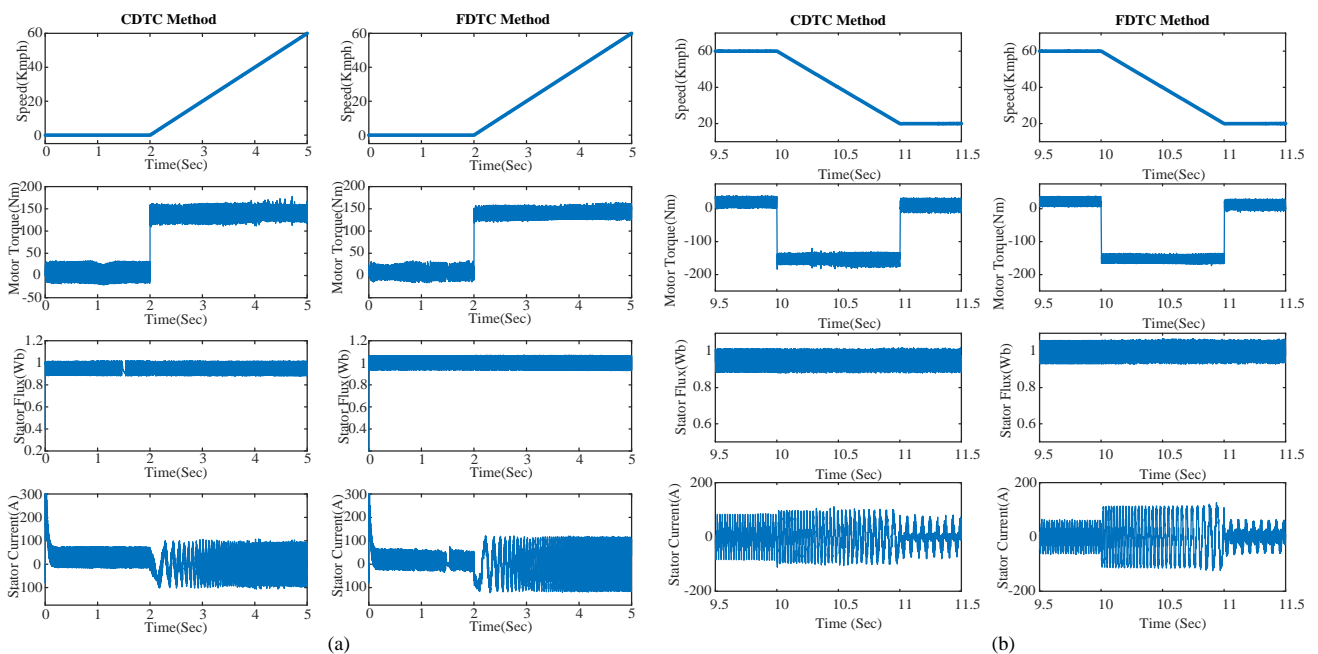 CDTC Method
60
40
20
0
Speed(Kmph)
0 1 2 3 4 5
Time(Sec)
200
150
100
50
0
-50
Motor Torque(Nm)
0 1 2 3 4 5
Time(Sec)
1.2
1
0.8
0.6
0.4
0.2
Stator Flux(Wb)
0 1 2 3 4 5
Time(Sec)
300
200
100
0
100
Stator Current(A)
0 1 2 3 4 5
Time(Sec)
FDTC Method
60
40
20
0
Speed(Kmph)
0 1 2 3 4 5
Time(Sec)
200
150
100
50
0
Motor Torque(Nm)
0 1 2 3 4 5
Time(Sec)
1.2
1
0.8
0.6
0.4
0.2
Stator Flux(Wb)
0 1 2 3 4 5
Time(Sec)
300
200
100
0
100
Stator Current(A)
0 1 2 3 4 5
Time(Sec)
(a)
CDTC Method
60
40
20
Speed(Kmph)
9.5 10 10.5 11 11.5
Time(Sec)
0
-100
-200
Motor Torque(Nm)
9.5 10 10.5 11 11.5
Time(Sec)
1
0.8
0.6
Stator Flux(Wb)
9.5 10 10.5 11 11.5
Time (Sec)
200
0
-200
Stator Current(A)
9.5 10 10.5 11 11.5
Time (Sec)
FDTC Method
60
40
20
Speed(Kmph)
9.5 10 10.5 11 11.5
Time(Sec)
0
-100
-200
Motor Torque(Nm)
9.5 10 10.5 11 11.5
Time(Sec)
1
0.8
0.6
Stator Flux(Wb)
9.5 10 10.5 11 11.5
Time (Sec)
200
0
-200
Stator Current(A)
9.5 10 10.5 11 11.5
Time (Sec)
(b)